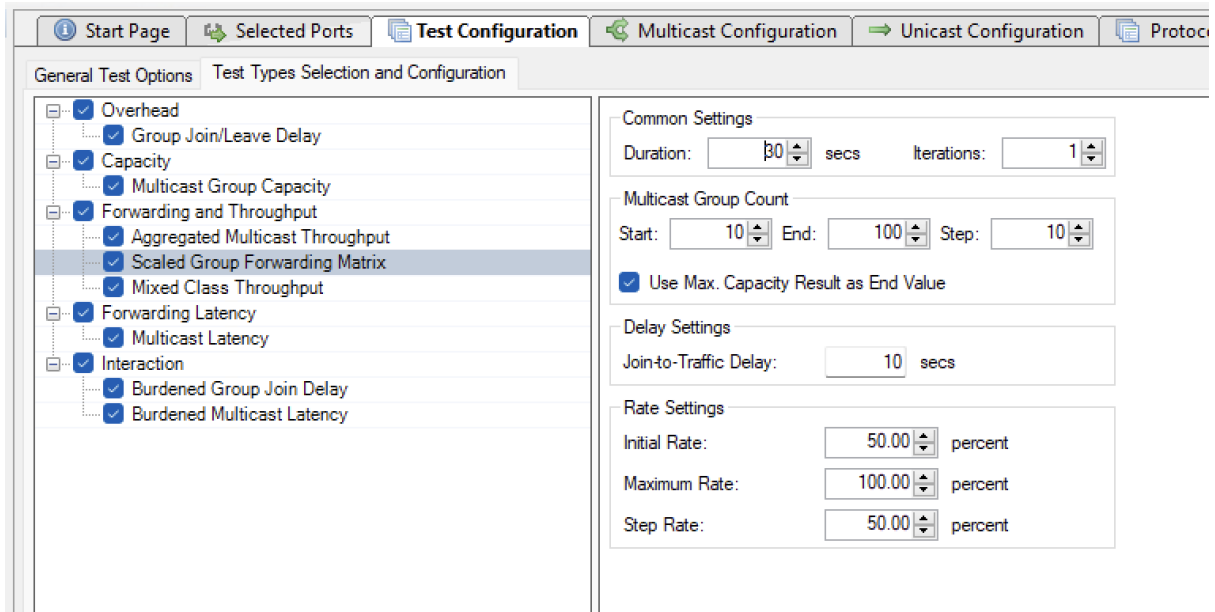 Start Page Selected Ports Test Configuration Multicast Configuration Unicast Configuration Protoc
General Test Options Test Types Selection and Configuration
Overhead
Group Join/Leave Delay
Capacity
Multicast Group Capacity
Forwarding and Throughput
Aggregated Multicast Throughput
Scaled Group Forwarding Matrix
Mixed Class Throughput
Forwarding Latency
Multicast Latency
Interaction
Burdened Group Join Delay
Burdened Multicast Latency
Common Settings
Duration: 30 secs Iterations: 1
Multicast Group Count
Start: 10 End: 100 Step: 10
Use Max. Capacity Result as End Value
Delay Settings
Join-to-Traffic Delay: 10 secs
Rate Settings
Initial Rate: 50.00 percent
Maximum Rate: 100.00 percent
Step Rate: 50.00 percent